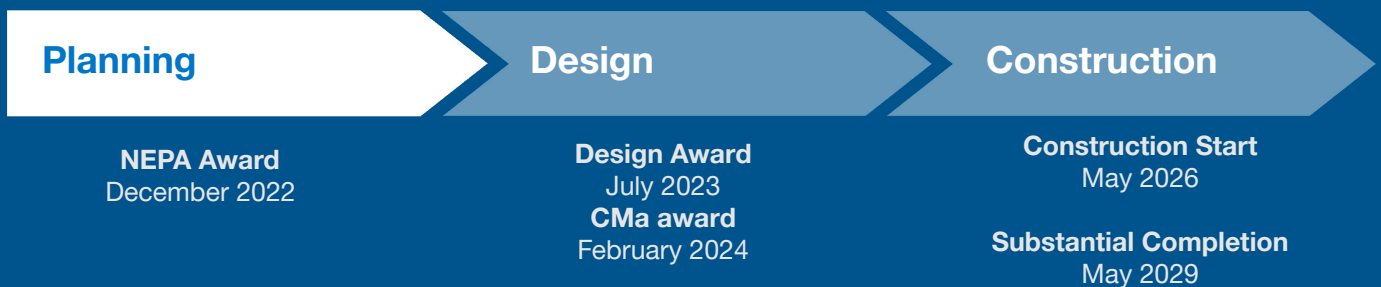 Planning
NEPA Award
December 2022
Design
Design Award
July 2023
CMa award
February 2024
Construction
Construction Start
May 2026
Substantial Completion
May 2029